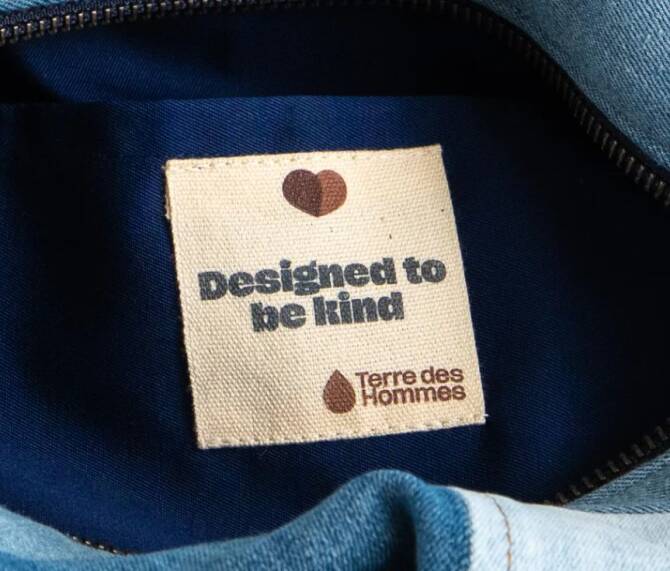 Designed to
be kind
Terre des
Hommes